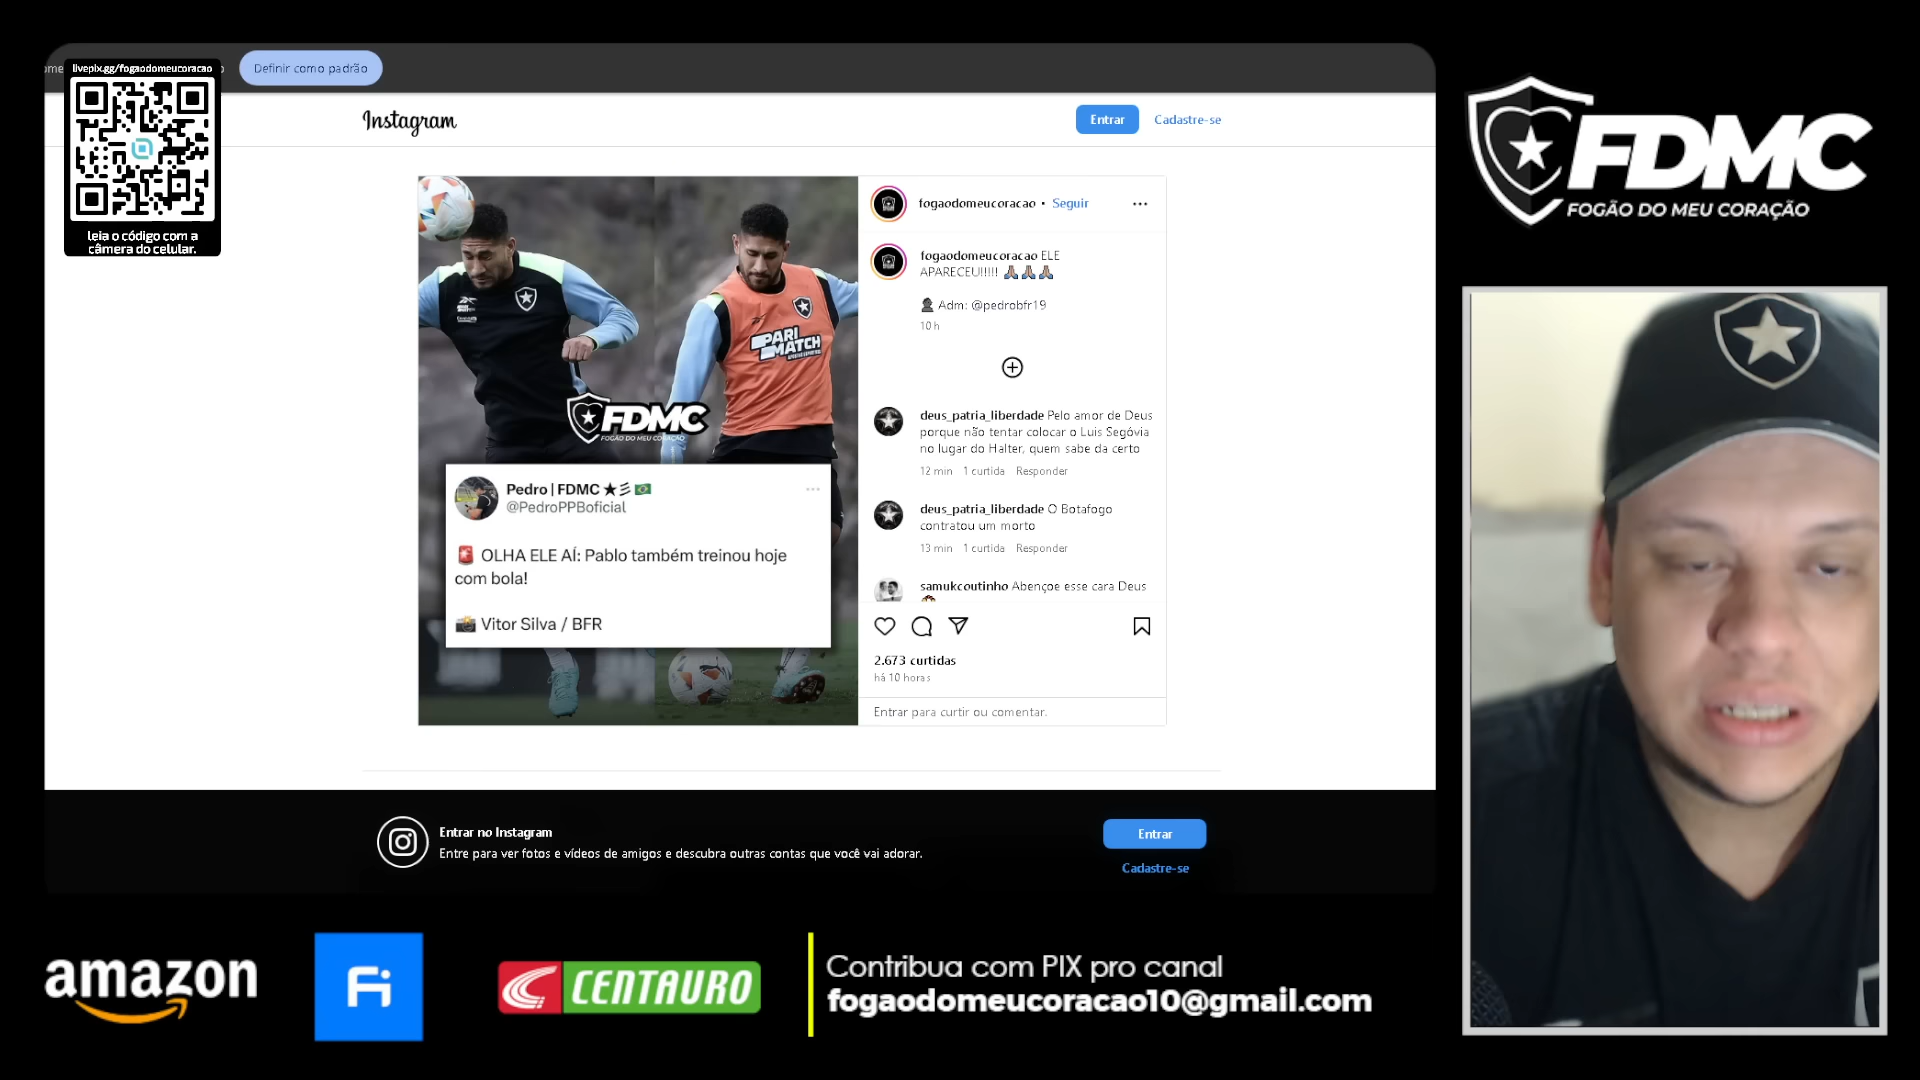 livepix.gg/fogaodomeucoracao
leia o código com a
câmera do celular.
Definir como padrão
Instagram
Entrar
Cadastre-se
FDMC
FOGÃO DO MEU CORAÇÃO
PARI
MATCH
FDMC
FOGÃO DO MEU CORAÇÃO
Pedro | FDMC
@PedroPPBoficial
🚨 OLHA ELE AÍ: Pablo também treinou hoje
com bola!
📸 Vitor Silva / BFR
fogaodomeucoracao • Seguir
fogaodomeucoracao ELE
APARECEU!!!!! 🙏🏽🙏🏽🙏🏽
👤 Adm: @pedrobfr19
10 h
deus_patria_liberdade Pelo amor de Deus
porque não tentar colocar o Luis Segóvia
no lugar do Halter, quem sabe da certo
12 min 1 curtida Responder
deus_patria_liberdade O Botafogo
contratou um morto
13 min 1 curtida Responder
samukcoutinho Abençoe esse cara Deus
2.673 curtidas
há 10 horas
Entrar para curtir ou comentar.
Entrar no Instagram
Entre para ver fotos e vídeos de amigos e descubra outras contas que você vai adorar.
Entrar
Cadastre-se
amazon
Fi
CENTAURO
Contribua com PIX pro canal
fogaodomeucoracao10@gmail.com